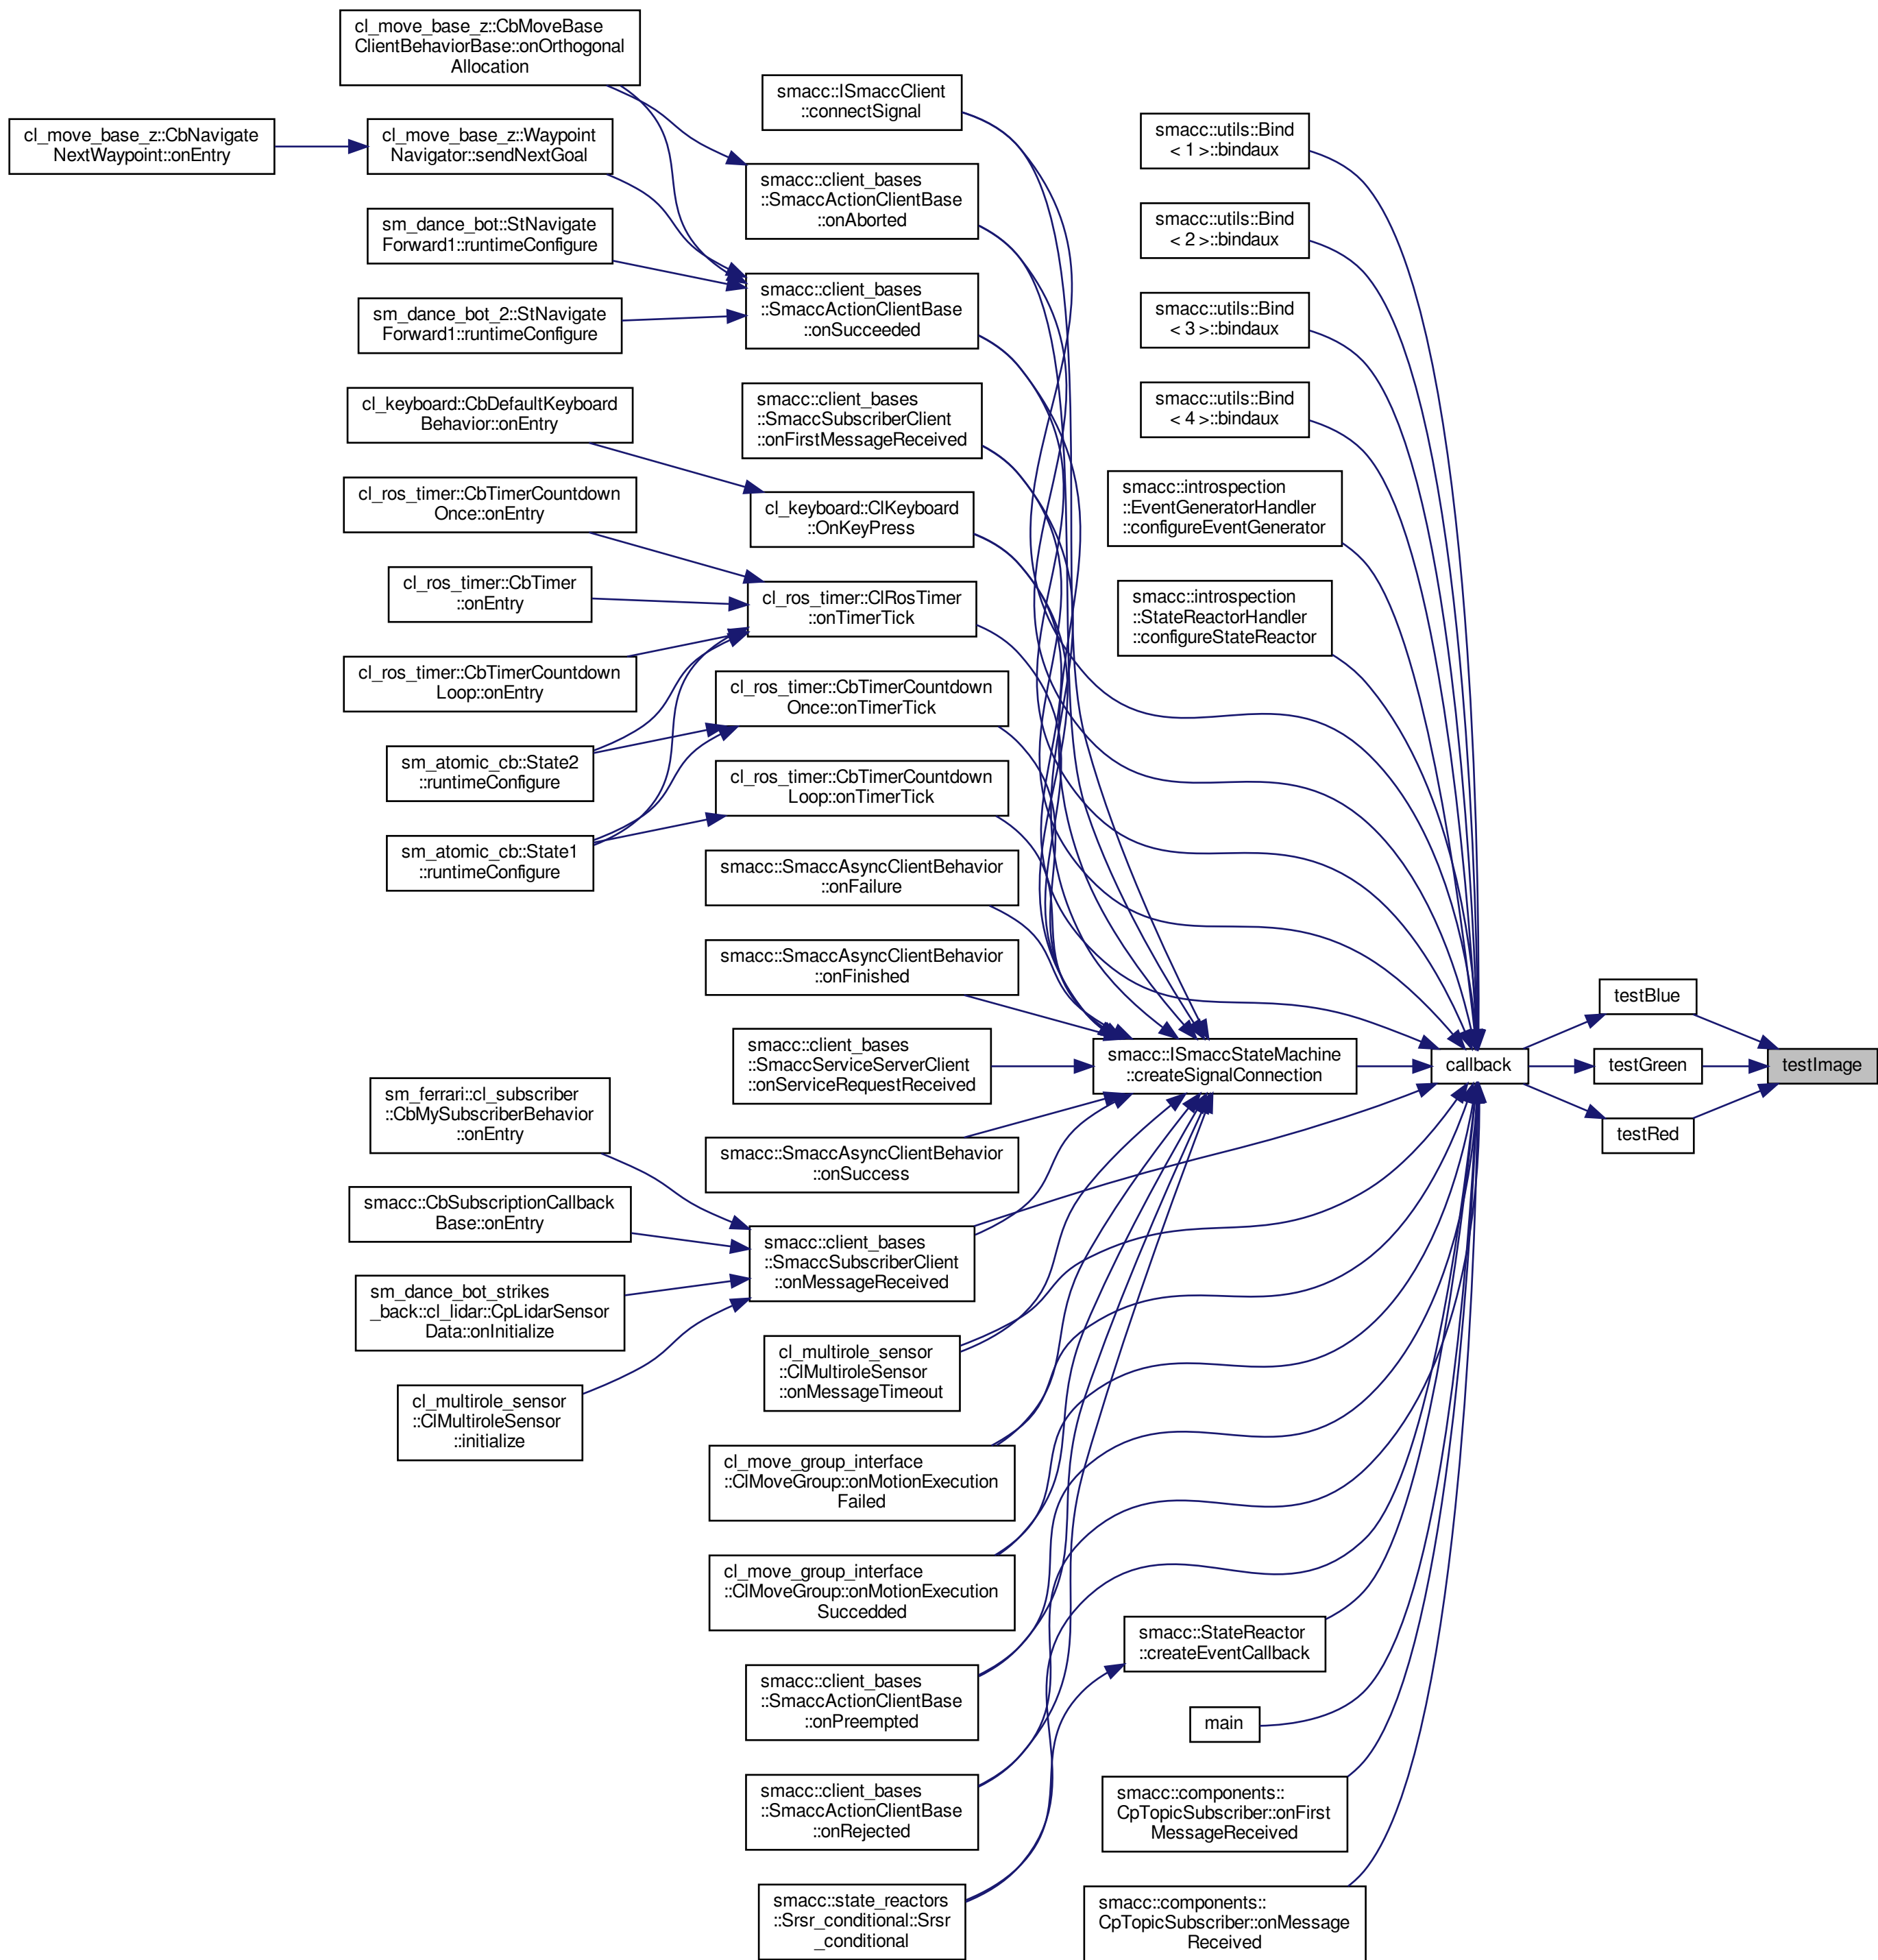 cl_move_base_z::CbNavigate
NextWaypoint::onEntry
cl_move_base_z::CbMoveBase
ClientBehaviorBase::onOrthogonal
Allocation
cl_move_base_z::Waypoint
Navigator::sendNextGoal
sm_dance_bot::StNavigate
Forward1::runtimeConfigure
sm_dance_bot_2::StNavigate
Forward1::runtimeConfigure
cl_keyboard::CbDefaultKeyboard
Behavior::onEntry
cl_ros_timer::CbTimerCountdown
Once::onEntry
cl_ros_timer::CbTimer
::onEntry
cl_ros_timer::CbTimerCountdown
Loop::onEntry
sm_atomic_cb::State2
::runtimeConfigure
sm_atomic_cb::State1
::runtimeConfigure
sm_ferrari::cl_subscriber
::CbMySubscriberBehavior
::onEntry
smacc::CbSubscriptionCallback
Base::onEntry
sm_dance_bot_strikes
_back::cl_lidar::CpLidarSensor
Data::onInitialize
cl_multirole_sensor
::ClMultiroleSensor
::initialize
smacc::ISmaccClient
::connectSignal
smacc::client_bases
::SmaccActionClientBase
::onAborted
smacc::client_bases
::SmaccActionClientBase
::onSucceeded
smacc::client_bases
::SmaccSubscriberClient
::onFirstMessageReceived
cl_keyboard::ClKeyboard
::OnKeyPress
cl_ros_timer::ClRosTimer
::onTimerTick
cl_ros_timer::CbTimerCountdown
Once::onTimerTick
cl_ros_timer::CbTimerCountdown
Loop::onTimerTick
smacc::SmaccAsyncClientBehavior
::onFailure
smacc::SmaccAsyncClientBehavior
::onFinished
smacc::client_bases
::SmaccServiceServerClient
::onServiceRequestReceived
smacc::SmaccAsyncClientBehavior
::onSuccess
smacc::client_bases
::SmaccSubscriberClient
::onMessageReceived
cl_multirole_sensor
::ClMultiroleSensor
::onMessageTimeout
cl_move_group_interface
::ClMoveGroup::onMotionExecution
Failed
cl_move_group_interface
::ClMoveGroup::onMotionExecution
Succedded
smacc::client_bases
::SmaccActionClientBase
::onPreempted
smacc::client_bases
::SmaccActionClientBase
::onRejected
smacc::state_reactors
::Srsr_conditional::Srsr
_conditional
smacc::utils::Bind
< 1 >::bindaux
smacc::utils::Bind
< 2 >::bindaux
smacc::utils::Bind
< 3 >::bindaux
smacc::utils::Bind
< 4 >::bindaux
smacc::introspection
::EventGeneratorHandler
::configureEventGenerator
smacc::introspection
::StateReactorHandler
::configureStateReactor
smacc::ISmaccStateMachine
::createSignalConnection
smacc::StateReactor
::createEventCallback
main
smacc::components::
CpTopicSubscriber::onFirst
MessageReceived
smacc::components::
CpTopicSubscriber::onMessage
Received
callback
testBlue
testGreen
testRed
testImage